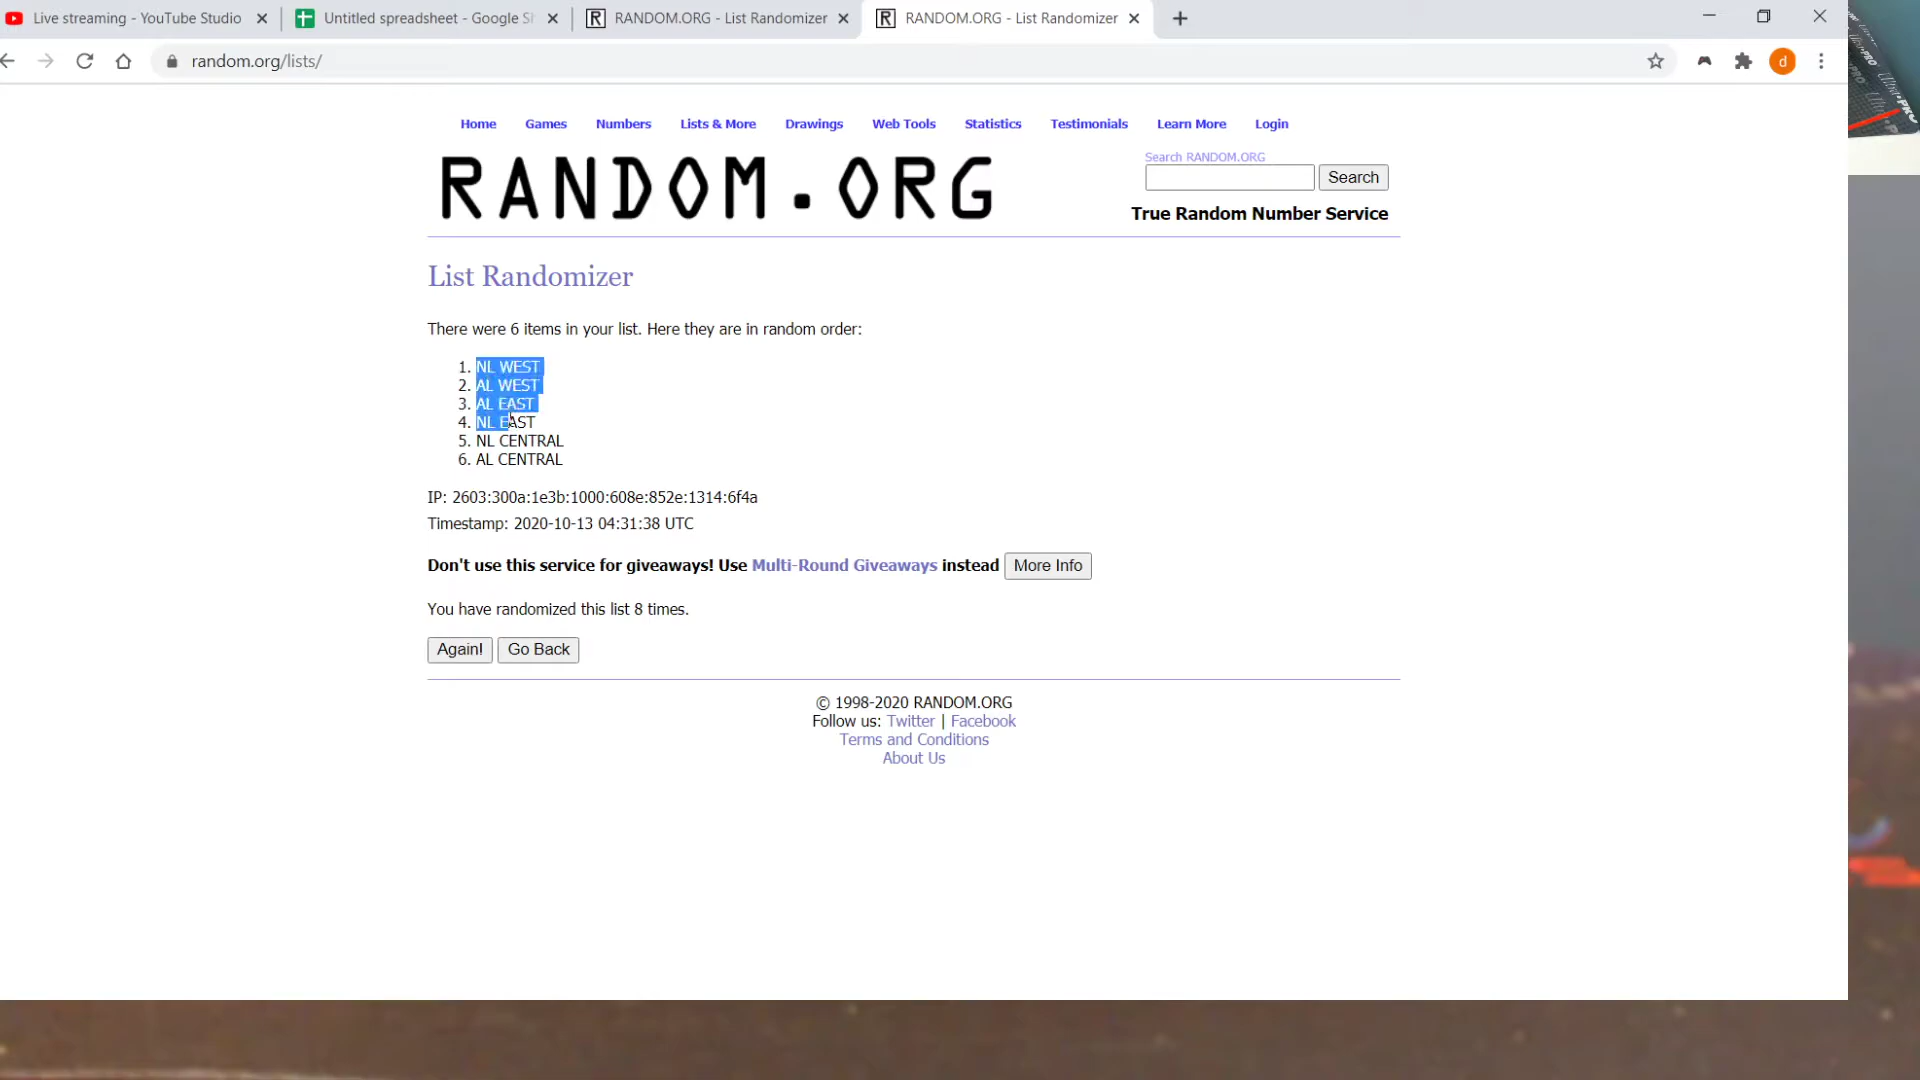 Live streaming - YouTube Studio
Untitled spreadsheet - Google Sh
RANDOM.ORG - List Randomizer
RANDOM.ORG - List Randomizer
d
random.org/lists/
Home Games Numbers Lists & More Drawings Web Tools Statistics Testimonials Learn More Login
RANDOM.ORG
Search RANDOM.ORG
Search
True Random Number Service
List Randomizer
There were 6 items in your list. Here they are in random order:
1. NL WEST
2. AL WEST
3. AL EAST
4. NL EAST
5. NL CENTRAL
6. AL CENTRAL
IP: 2603:300a:1e3b:1000:608e:852e:1314:6f4a
Timestamp: 2020-10-13 04:31:38 UTC
Don't use this service for giveaways! Use Multi-Round Giveaways instead More Info
You have randomized this list 8 times.
Again! Go Back
© 1998-2020 RANDOM.ORG
Follow us: Twitter | Facebook
Terms and Conditions
About Us